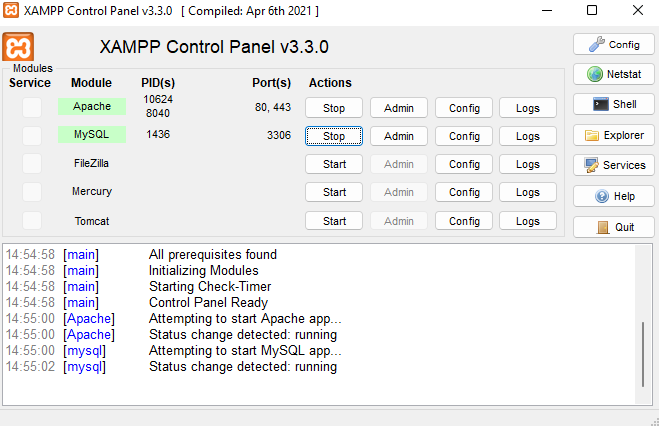 XAMPP Control Panel v3.3.0 [ Compiled: Apr 6th 2021 ]
XAMPP Control Panel v3.3.0
Config
Modules
Service Module PID(s) Port(s) Actions
Netstat
Apache 10624 8040 80, 443 Stop Admin Config Logs
Shell
MySQL 1436 3306 Stop Admin Config Logs
Explorer
FileZilla Start Admin Config Logs
Services
Mercury Start Admin Config Logs
Help
Tomcat Start Admin Config Logs
Quit
14:54:58 [main] All prerequisites found
14:54:58 [main] Initializing Modules
14:54:58 [main] Starting Check-Timer
14:54:58 [main] Control Panel Ready
14:55:00 [Apache] Attempting to start Apache app...
14:55:00 [Apache] Status change detected: running
14:55:00 [mysql] Attempting to start MySQL app...
14:55:02 [mysql] Status change detected: running